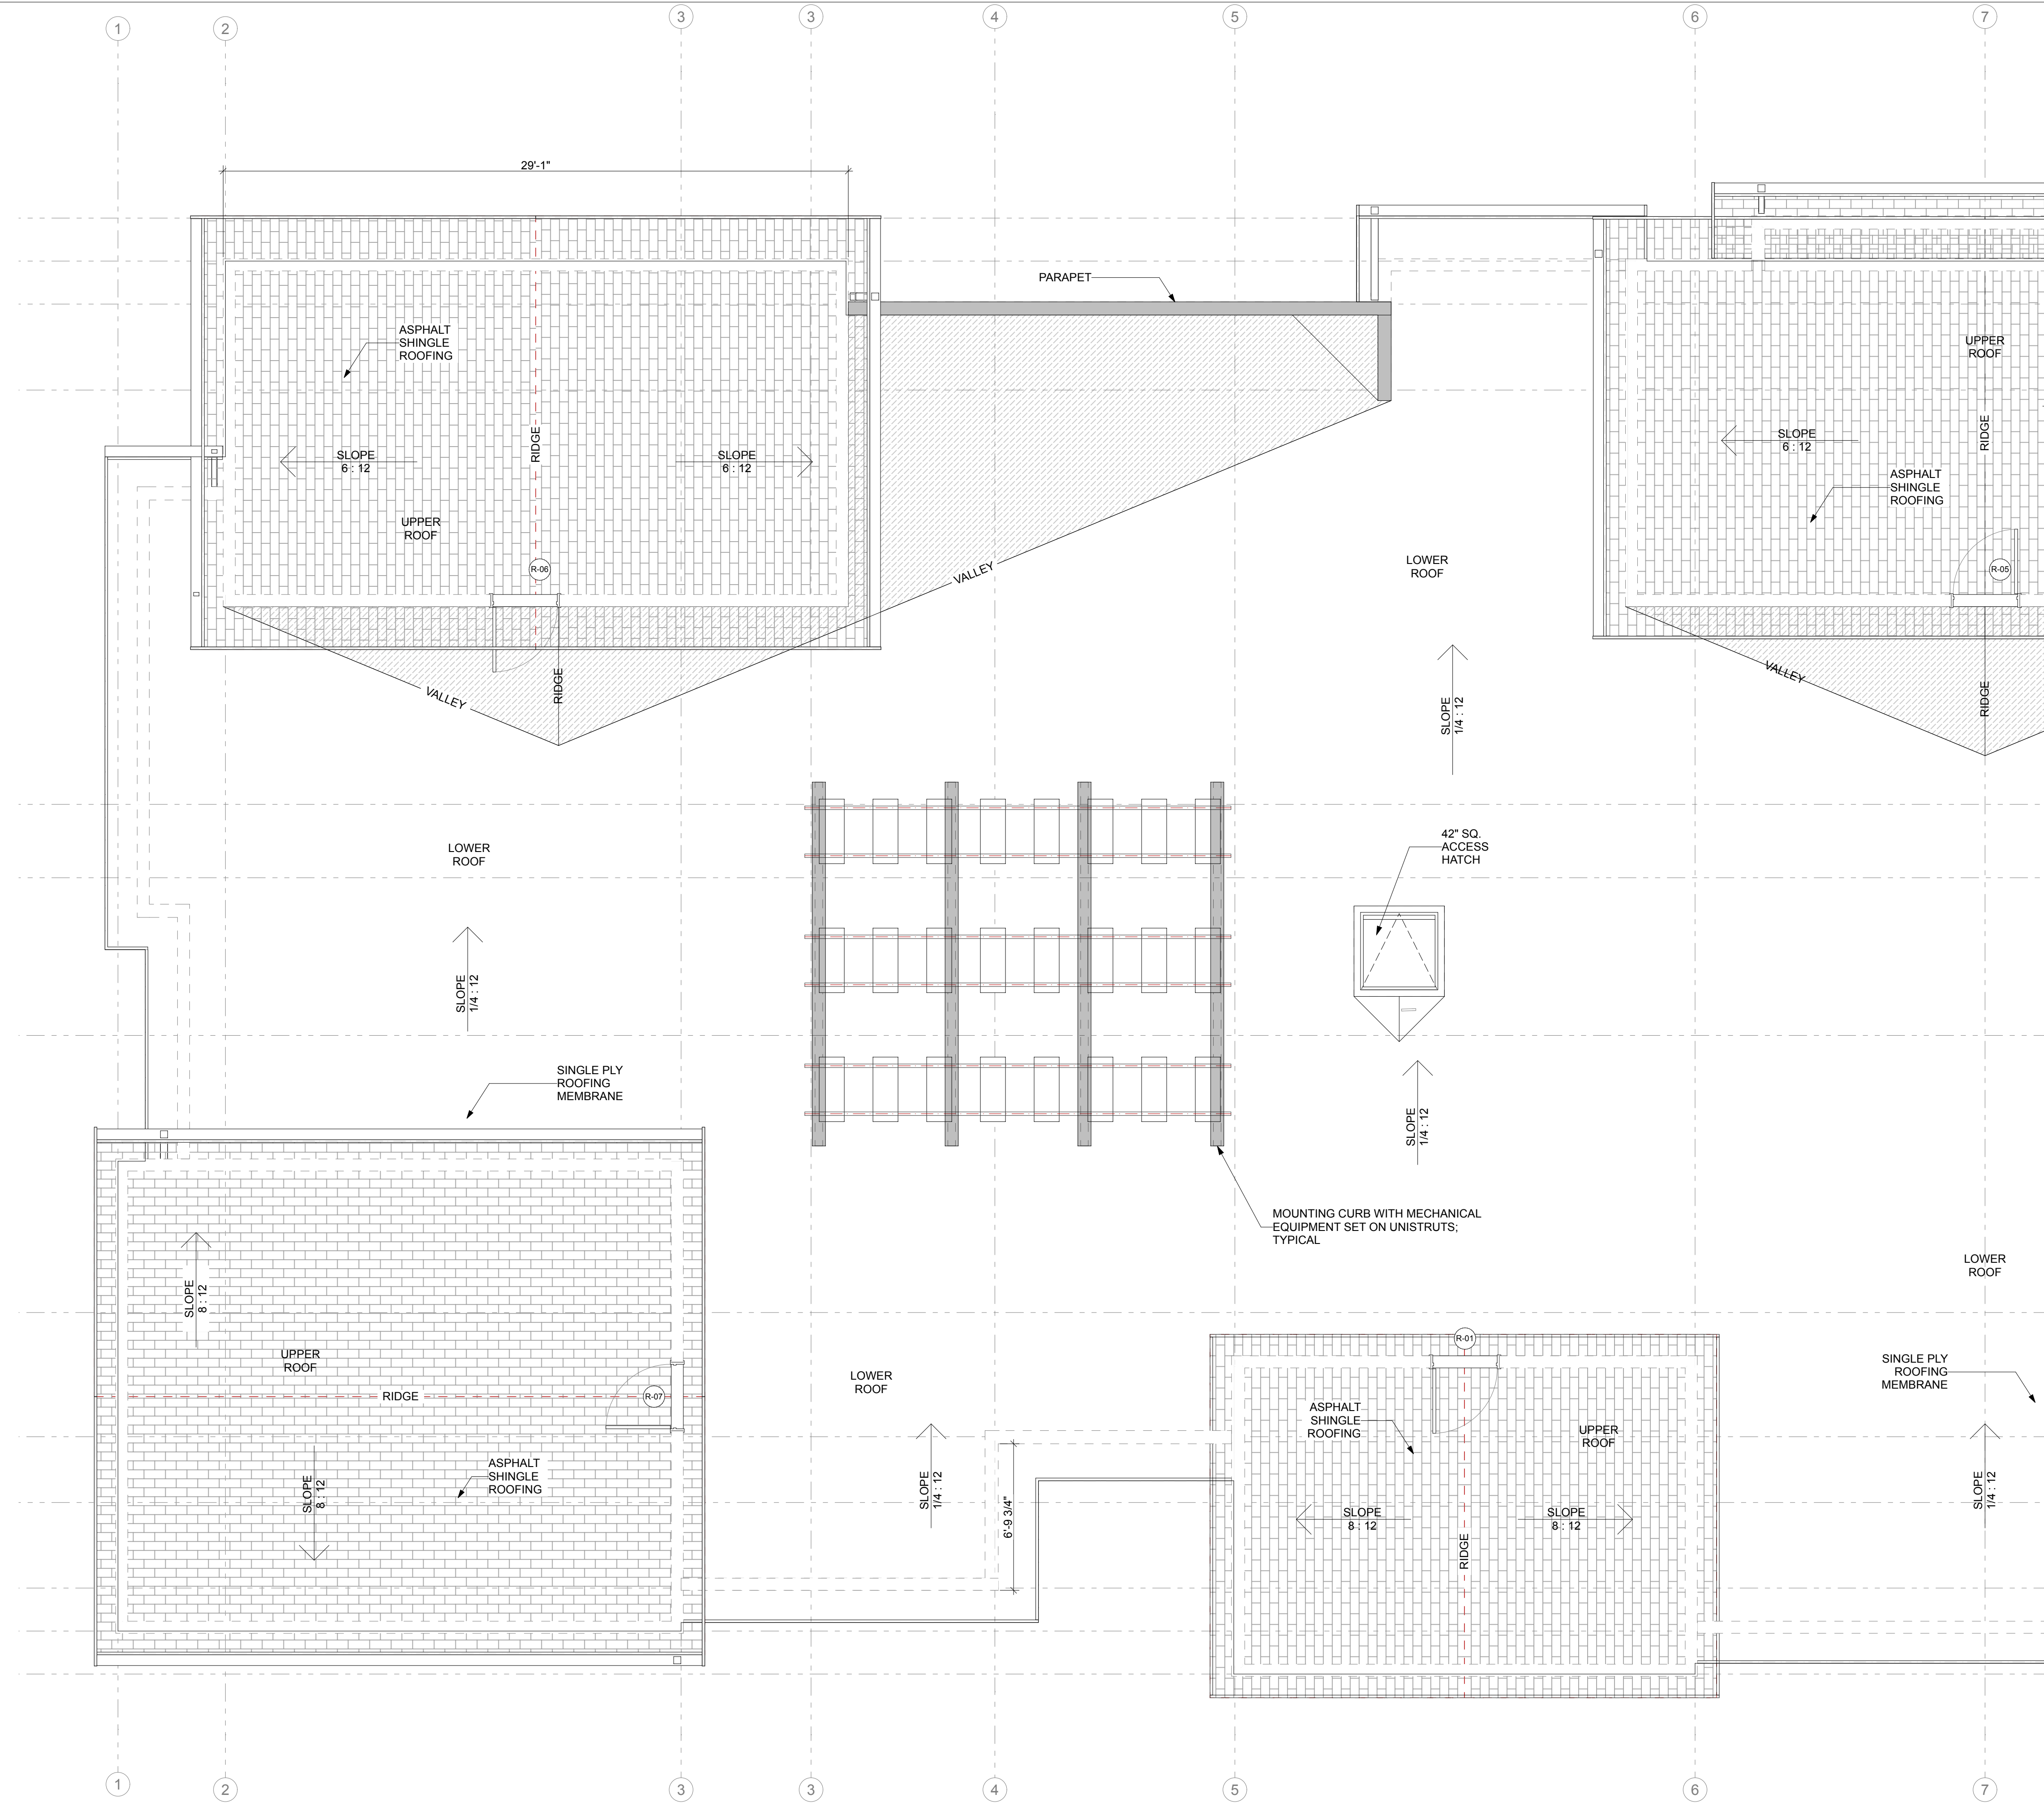 1
2
3
3
4
5
6
7
29'-1"
PARAPET
ASPHALT
SHINGLE
ROOFING
SLOPE
6 : 12
RIDGE
SLOPE
6 : 12
UPPER
ROOF
R-06
VALLEY
RIDGE
VALLEY
LOWER
ROOF
SLOPE
1/4 : 12
UPPER
ROOF
SLOPE
6 : 12
RIDGE
ASPHALT
SHINGLE
ROOFING
R-05
VALLEY
RIDGE
LOWER
ROOF
SLOPE
1/4 : 12
42" SQ.
ACCESS
HATCH
SLOPE
1/4 : 12
SINGLE PLY
ROOFING
MEMBRANE
MOUNTING CURB WITH MECHANICAL
EQUIPMENT SET ON UNISTRUTS;
TYPICAL
SLOPE
8 : 12
UPPER
ROOF
RIDGE
R-07
ASPHALT
SHINGLE
ROOFING
SLOPE
8 : 12
LOWER
ROOF
SLOPE
1/4 : 12
6'-9 3/4"
R-01
ASPHALT
SHINGLE
ROOFING
UPPER
ROOF
SLOPE
8 : 12
SLOPE
8 : 12
RIDGE
LOWER
ROOF
SINGLE PLY
ROOFING
MEMBRANE
SLOPE
1/4 : 12
1
2
3
3
4
5
6
7